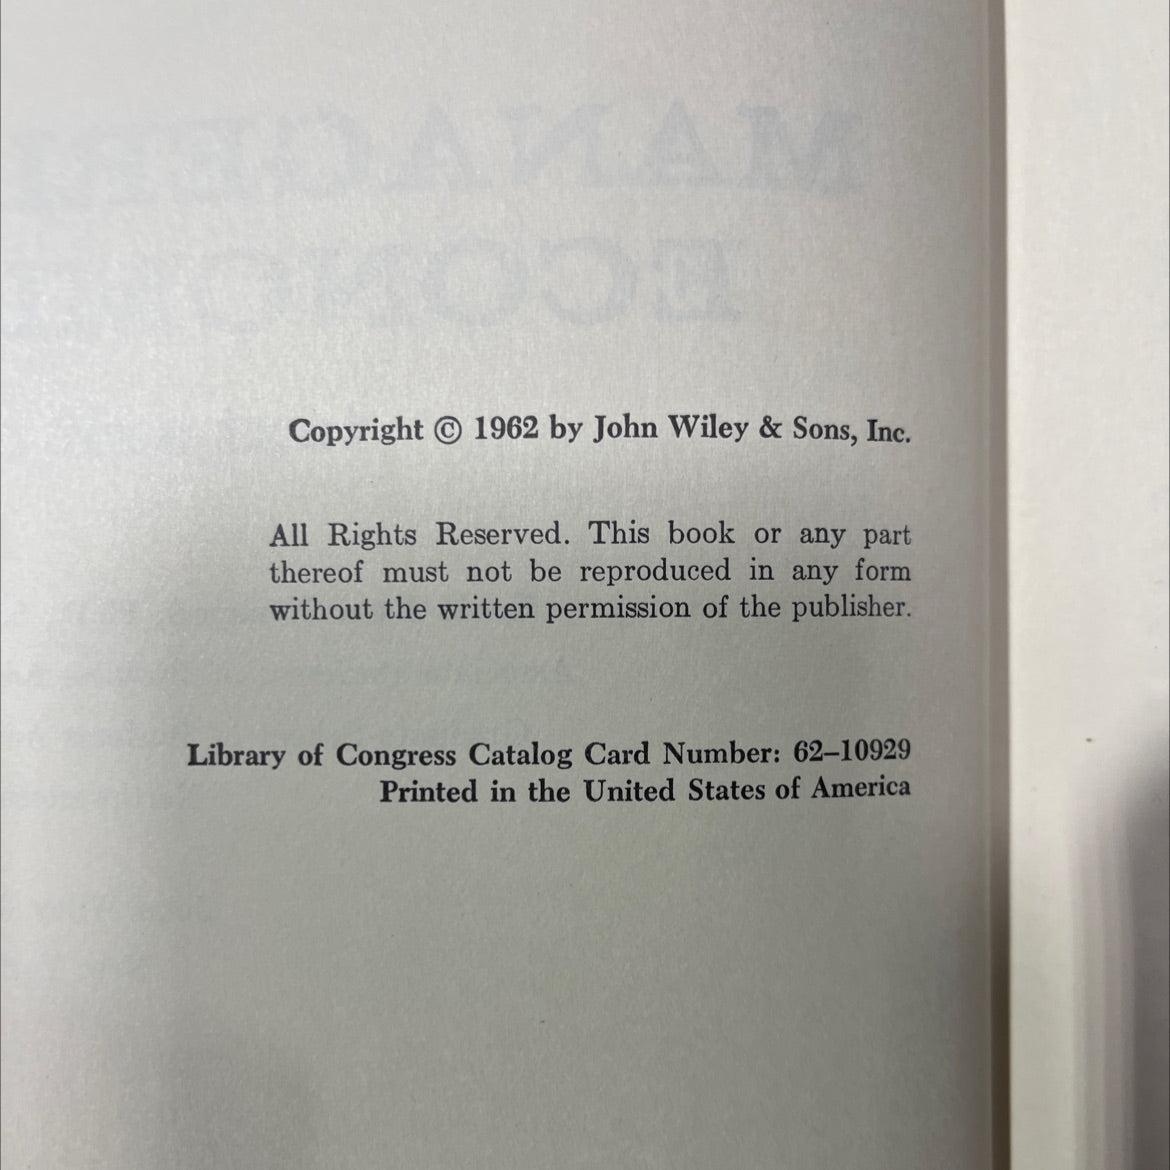 Copyright © 1962 by John Wiley & Sons, Inc.
All Rights Reserved. This book or any part
thereof must not be reproduced in any form
without the written permission of the publisher.
Library of Congress Catalog Card Number: 62–10929
Printed in the United States of America